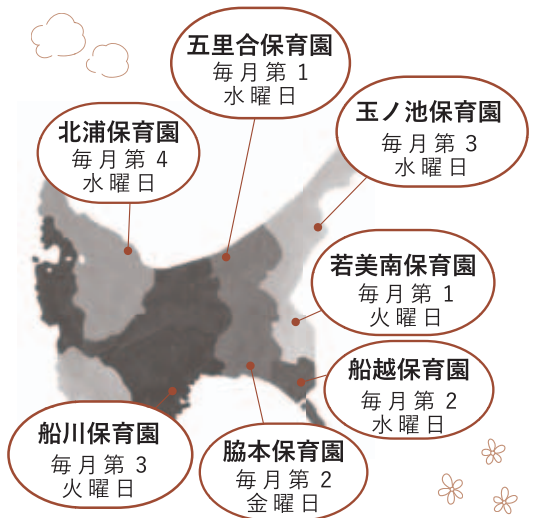 五里合保育園
毎月第1
水曜日
玉ノ池保育園
毎月第3
水曜日
北浦保育園
毎月第4
水曜日
若美南保育園
毎月第1
火曜日
船越保育園
毎月第2
水曜日
船川保育園
毎月第3
火曜日
脇本保育園
毎月第2
金曜日